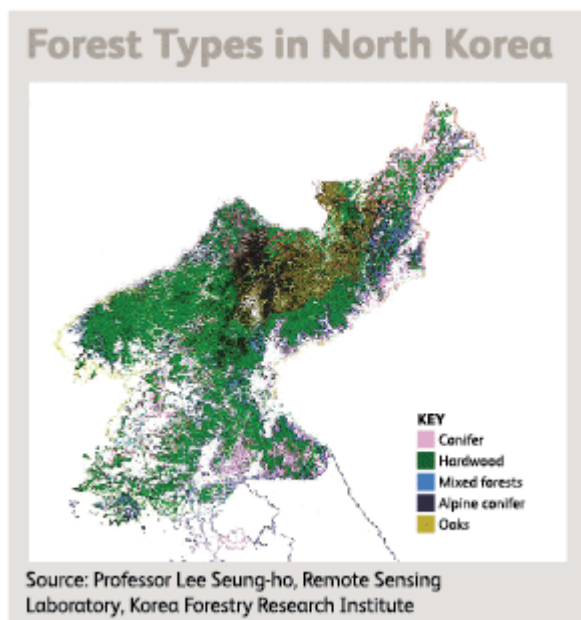 Forest Types in North Korea
KEY
Conifer
Hardwood
Mixed forests
Alpine conifer
Oaks
Source: Professor Lee Seung-ho, Remote Sensing
Laboratory, Korea Forestry Research Institute